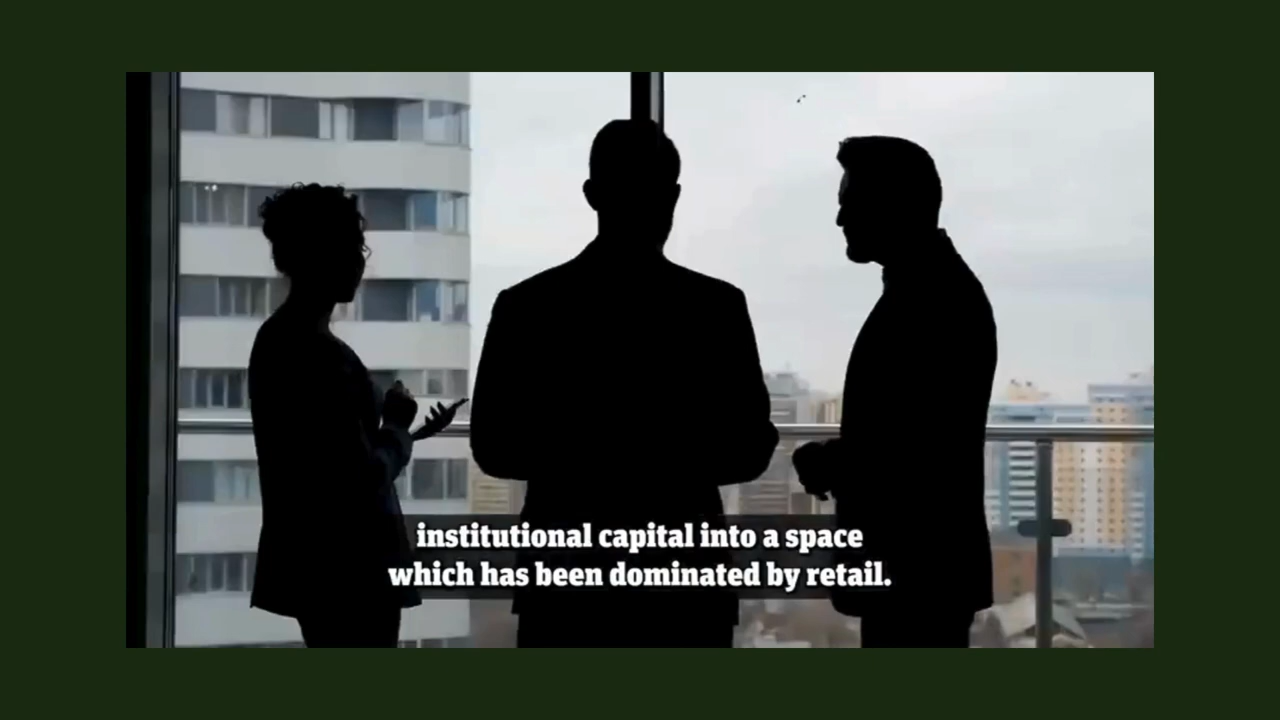 institutional capital into a space
which has been dominated by retail.